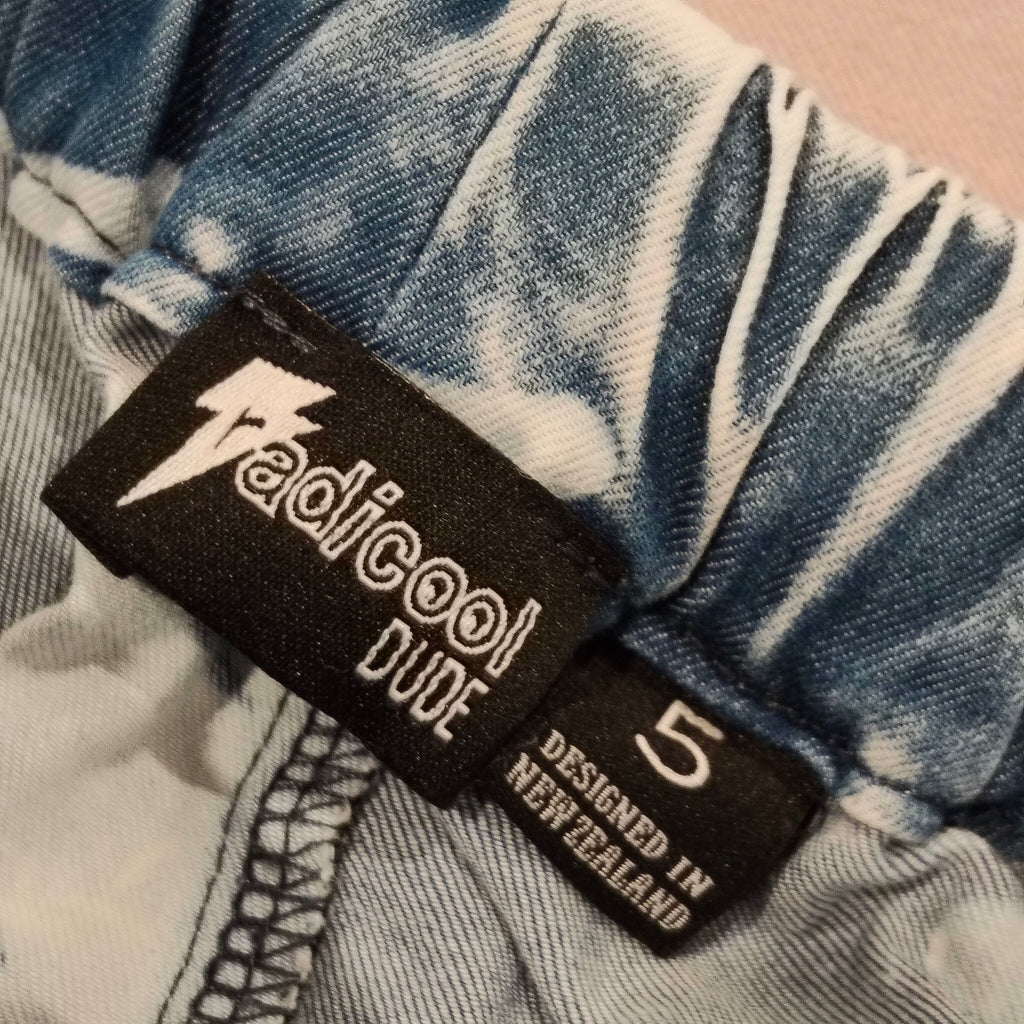 Radicool
DUDE
5
DESIGNED IN
NEW ZEALAND